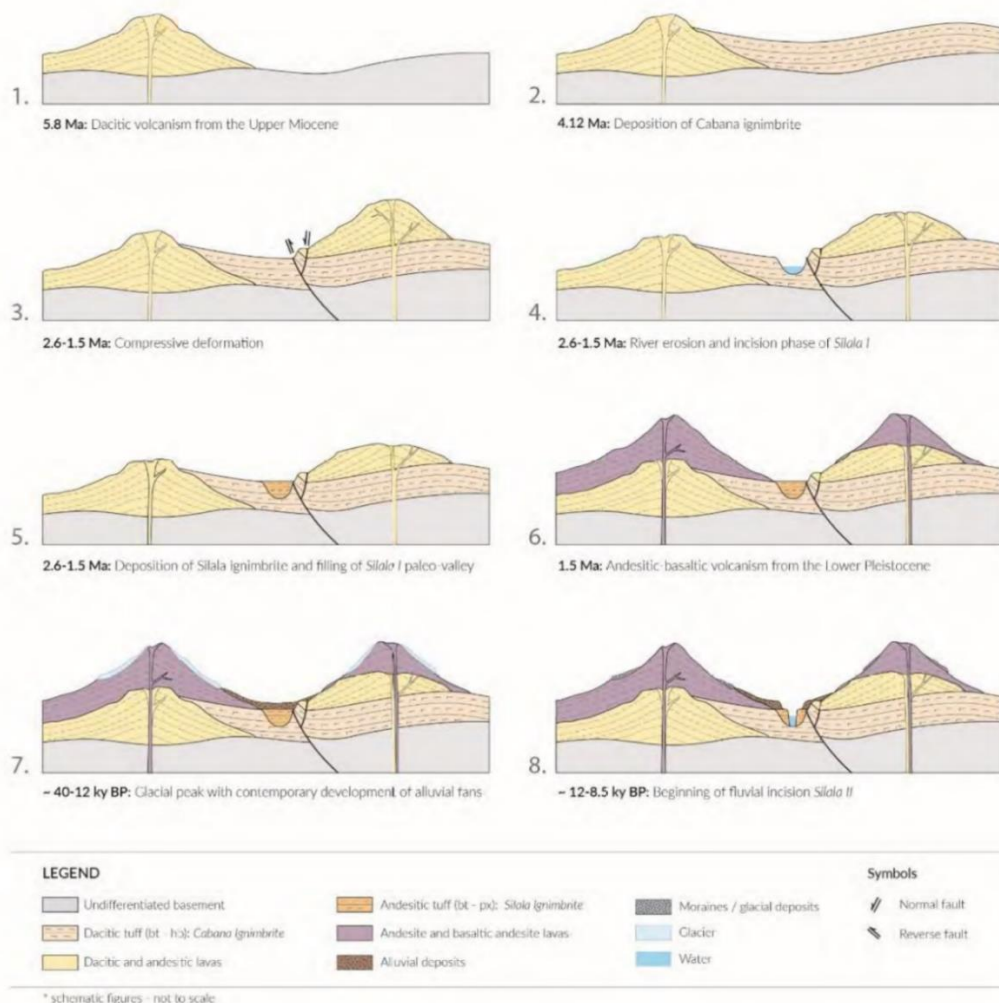 1.
5.8 Ma: Dacitic volcanism from the Upper Miocene
2.
4.12 Ma: Deposition of Cabana ignimbrite
3.
2.6-1.5 Ma: Compressive deformation
4.
2.6-1.5 Ma: River erosion and incision phase of Silala I
5.
2.6-1.5 Ma: Deposition of Silala Ignimbrite and filling of Silala I paleo-valley
6.
1.5 Ma: Andesitic-basaltic volcanism from the Lower Pleistocene
7.
~ 40-12 ky BP: Glacial peak with contemporary development of alluvial fans
8.
~ 12-8.5 ky BP: Beginning of fluvial incision Silala II
LEGEND
Undifferentiated basement
Dacitic tuff (bt - hb): Cabana Ignimbrite
Dacitic and andesitic lavas
Andesitic tuff (bt - px): Silala Ignimbrite
Andesite and basaltic andesite lavas
Alluvial deposits
Moraines / glacial deposits
Glacier
Water
Symbols
Normal fault
Reverse fault
* schematic figures - not to scale